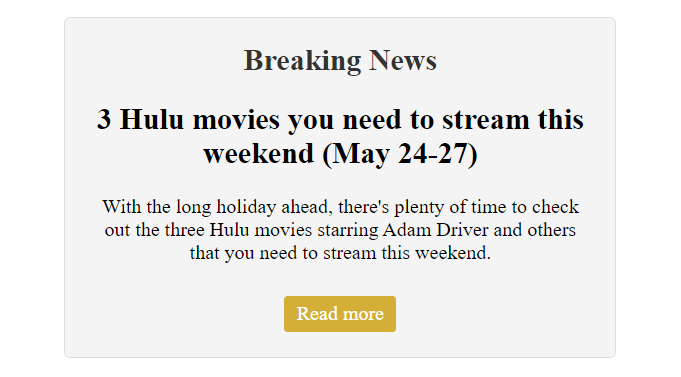 Breaking News
3 Hulu movies you need to stream this
weekend (May 24-27)
With the long holiday ahead, there's plenty of time to check
out the three Hulu movies starring Adam Driver and others
that you need to stream this weekend.
Read more